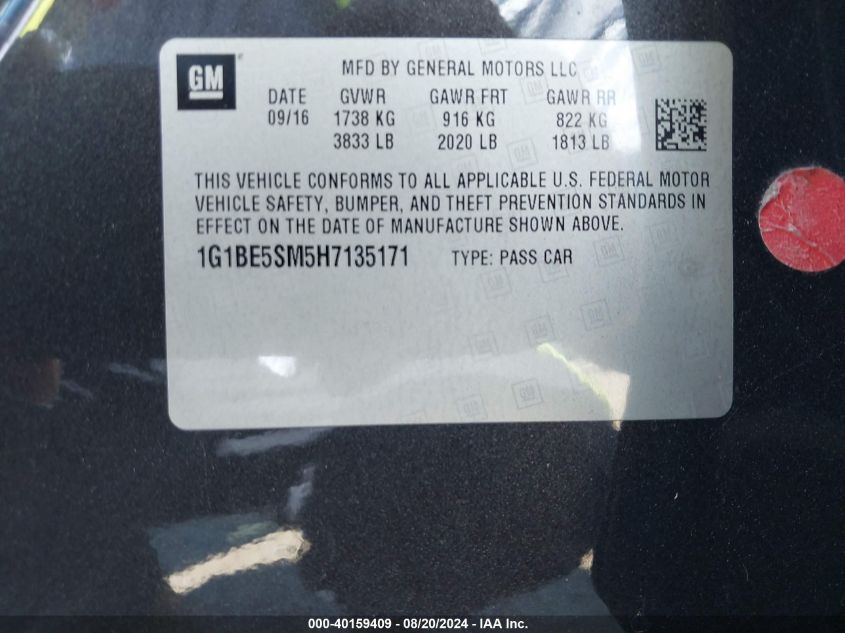 GM
MFD BY GENERAL MOTORS LLC
DATE GVWR GAWR FRT GAWR RR
09/16 1738 KG 916 KG 822 KG
3833 LB 2020 LB 1813 LB
THIS VEHICLE CONFORMS TO ALL APPLICABLE U.S. FEDERAL MOTOR
VEHICLE SAFETY, BUMPER, AND THEFT PREVENTION STANDARDS IN
EFFECT ON THE DATE OF MANUFACTURE SHOWN ABOVE.
1G1BE5SM5H7135171 TYPE: PASS CAR
000-40159409 - 08/20/2024 - IAA Inc.